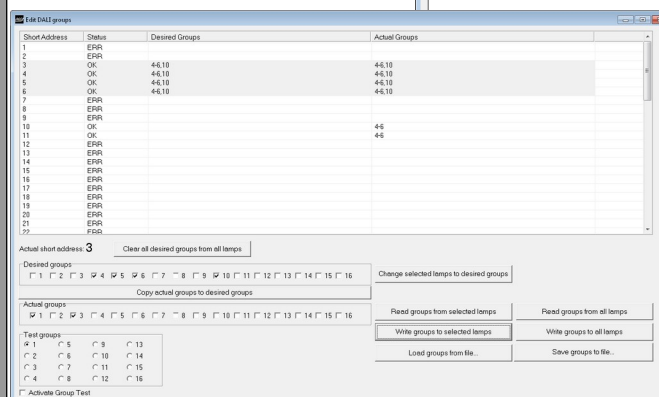 Edit DALI groups
Short Address Status Desired Groups Actual Groups
1 ERR
2 ERR
3 OK 4-6,10 4-6,10
4 OK 4-6,10 4-6,10
5 OK 4-6,10 4-6,10
6 OK 4-6,10 4-6,10
7 ERR
8 ERR
9 ERR
10 OK 4-6
11 OK 4-6
12 ERR
13 ERR
14 ERR
15 ERR
16 ERR
17 ERR
18 ERR
19 ERR
20 ERR
21 ERR
22 ERR
Actual short address: 3 Clear all desired groups from all lamps
Desired groups
1 2 3 4 5 6 7 8 9 10 11 12 13 14 15 16 Change selected lamps to desired groups
Copy actual groups to desired groups
Actual groups
1 2 3 4 5 6 7 8 9 10 11 12 13 14 15 16 Read groups from selected lamps Read groups from all lamps
Write groups to selected lamps Write groups to all lamps
Load groups from file... Save groups to file...
Test groups
1 5 9 13
2 6 10 14
3 7 11 15
4 8 12 16
Activate Group Test